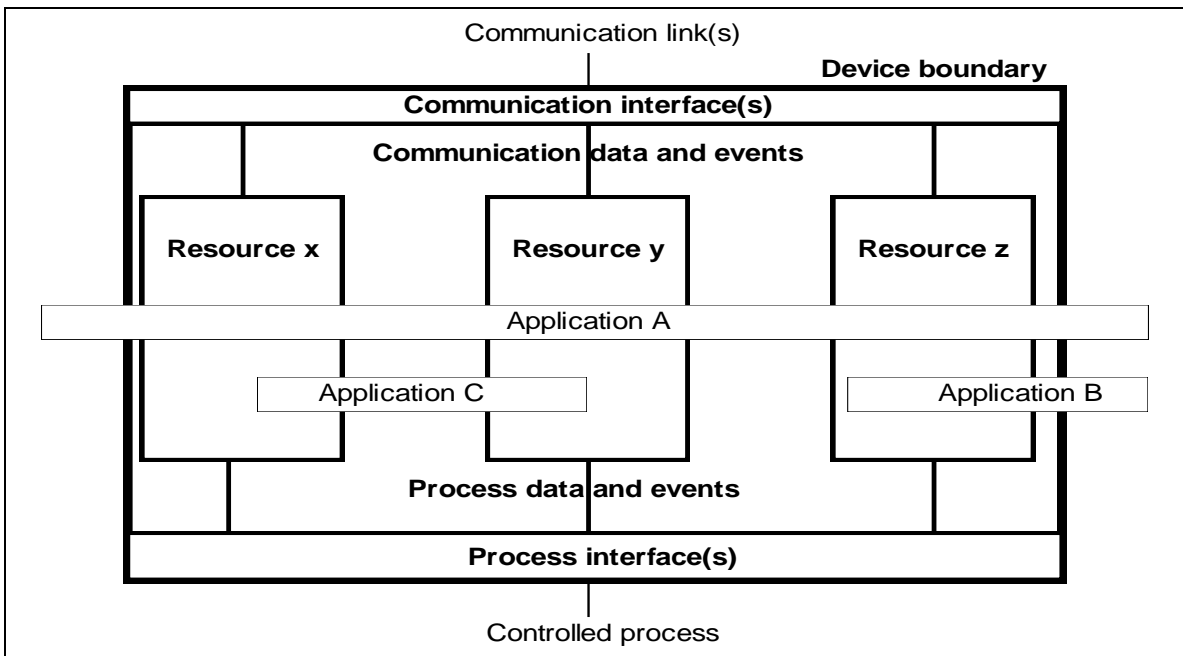 Communication link(s)
Device boundary
Communication interface(s)
Communication data and events
Resource x
Resource y
Resource z
Application A
Application C
Application B
Process data and events
Process interface(s)
Controlled process